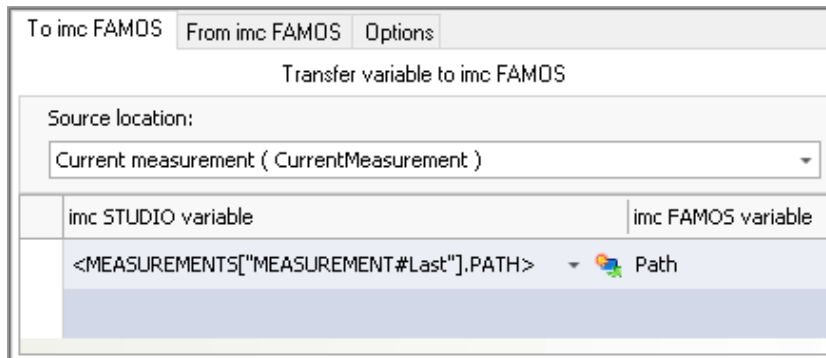 To imc FAMOS From imc FAMOS Options
Transfer variable to imc FAMOS
Source location:
Current measurement ( CurrentMeasurement )
imc STUDIO variable imc FAMOS variable
<MEASUREMENTS["MEASUREMENT#Last"].PATH> Path